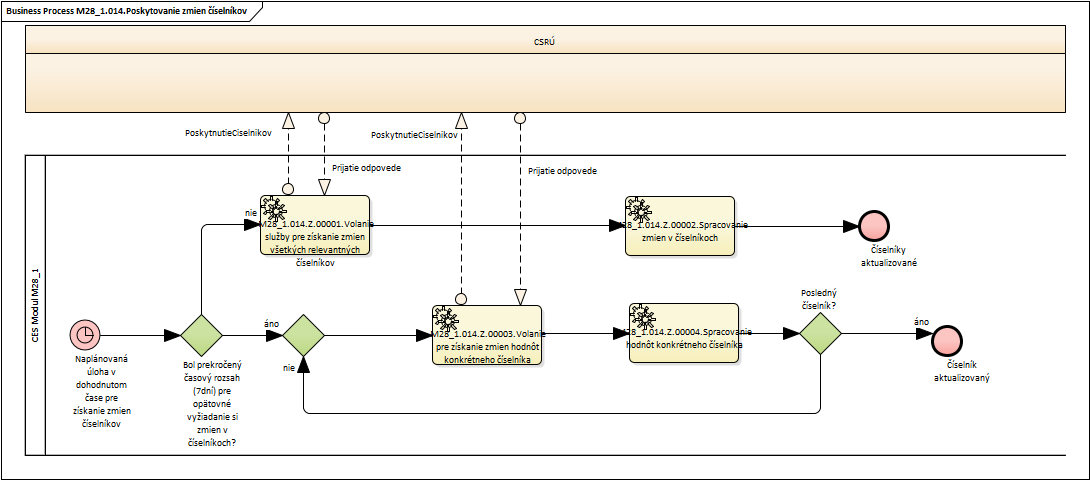 Business Process M28_1.014.Poskytovanie zmien číselníkov
CSRÚ
PoskytnutieCiselnikov
PoskytnutieCiselnikov
Prijatie odpovede
Prijatie odpovede
CEs Modul M28_1
nie
M28_1.014.Z.00001.Volanie
služby pre získanie zmien
všetkých relevantných
číselníkov
28_1.014.Z.00002.Spracovanie
zmien v číselníkoch
Číselníky
aktualizované
Naplánovaná
úloha v
dohodnutom
čase pre
získanie zmien
číselníkov
Bol prekročený
časový rozsah
(7dní) pre
opätovné
vyžiadanie si
zmien v
číselníkoch?
áno
nie
M28_1.014.Z.00003.Volanie
pre získanie zmien hodnôt
konkrétneho číselníka
28_1.014.Z.00004.Spracovanie
hodnôt konkrétneho číselníka
Posledný
číselník?
áno
Číselník
aktualizovaný